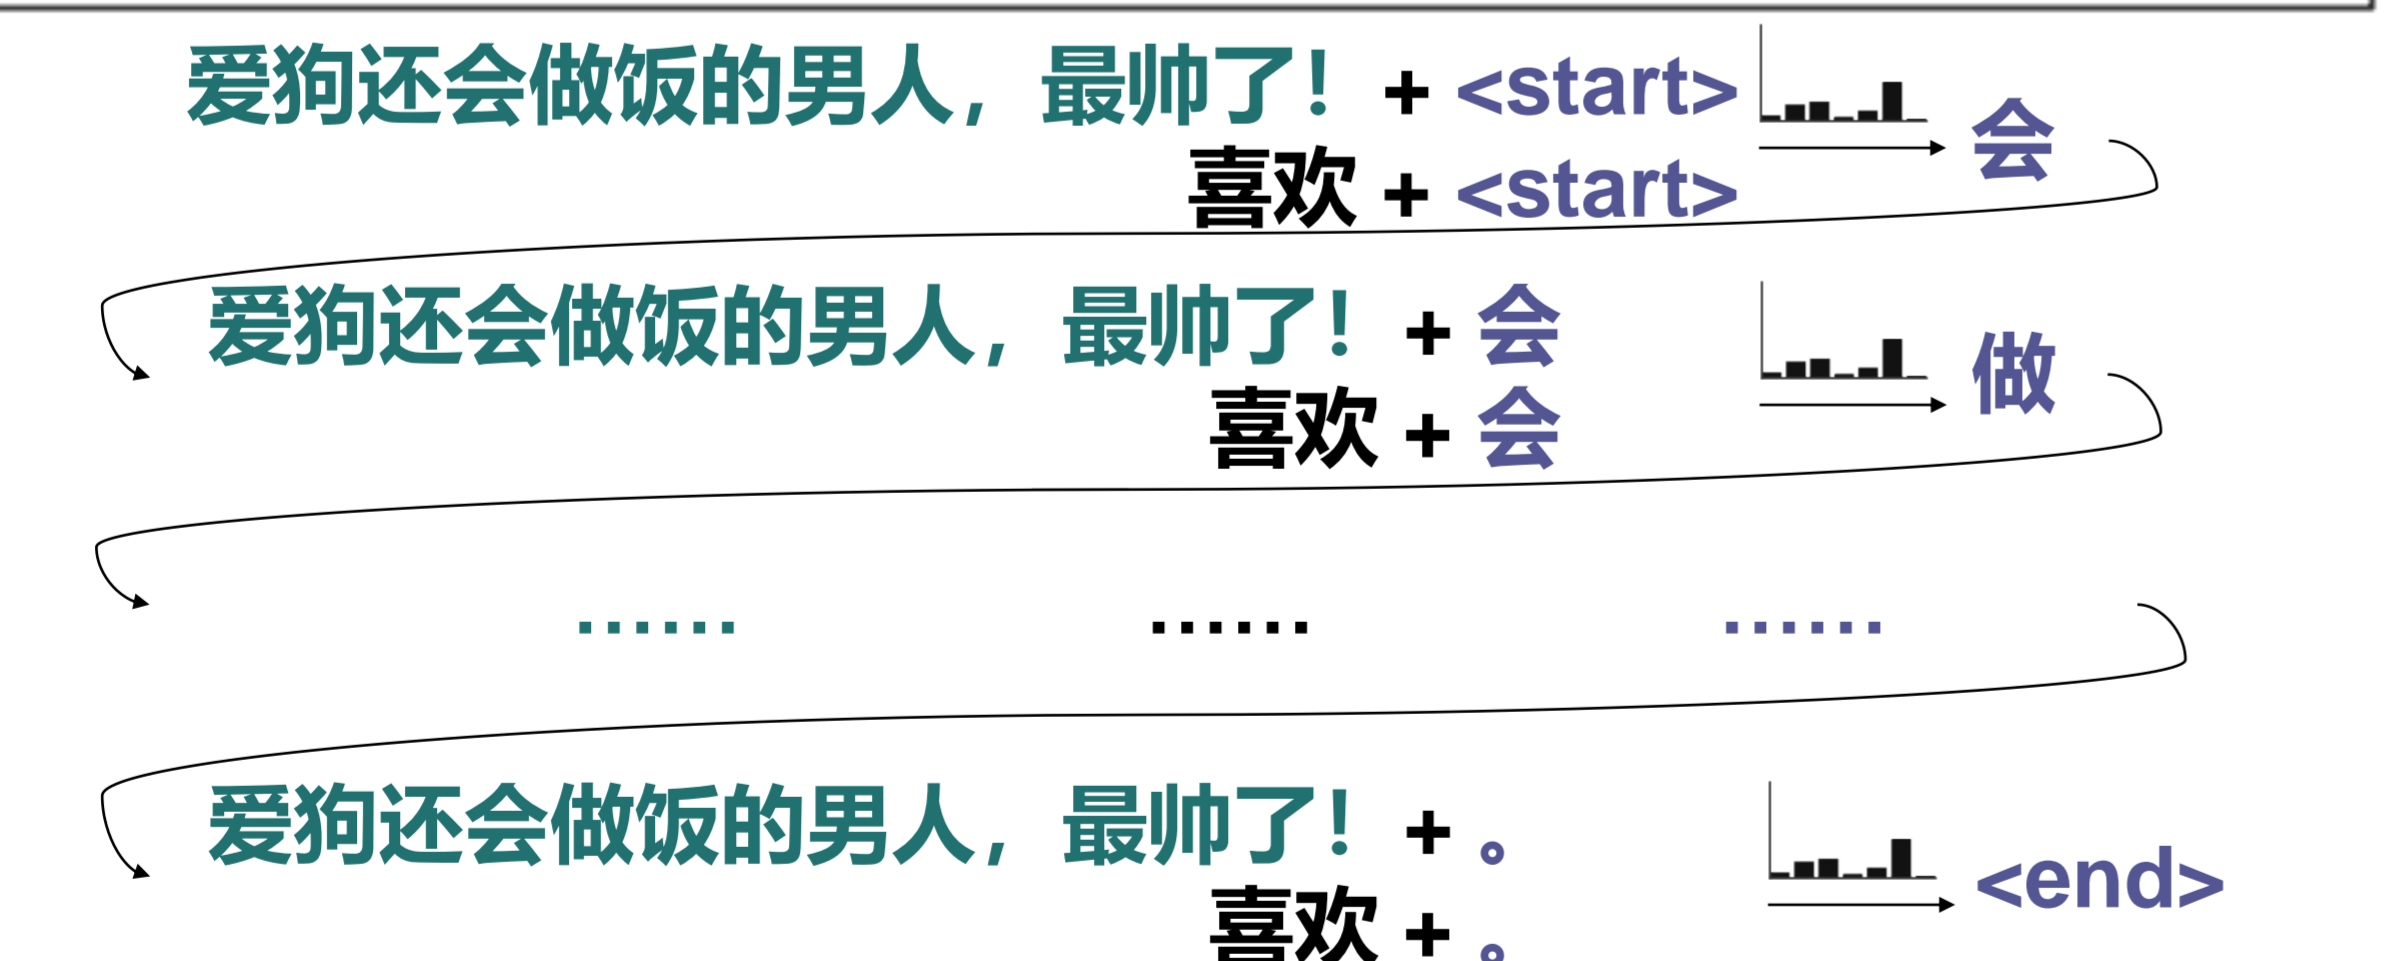 爱狗还会做饭的男人，最帅了！+ <start>
会
喜欢 + <start>
爱狗还会做饭的男人，最帅了！+ 会
做
喜欢 + 会
…… …… ……
爱狗还会做饭的男人，最帅了！+ 。
<end>
喜欢 + 。